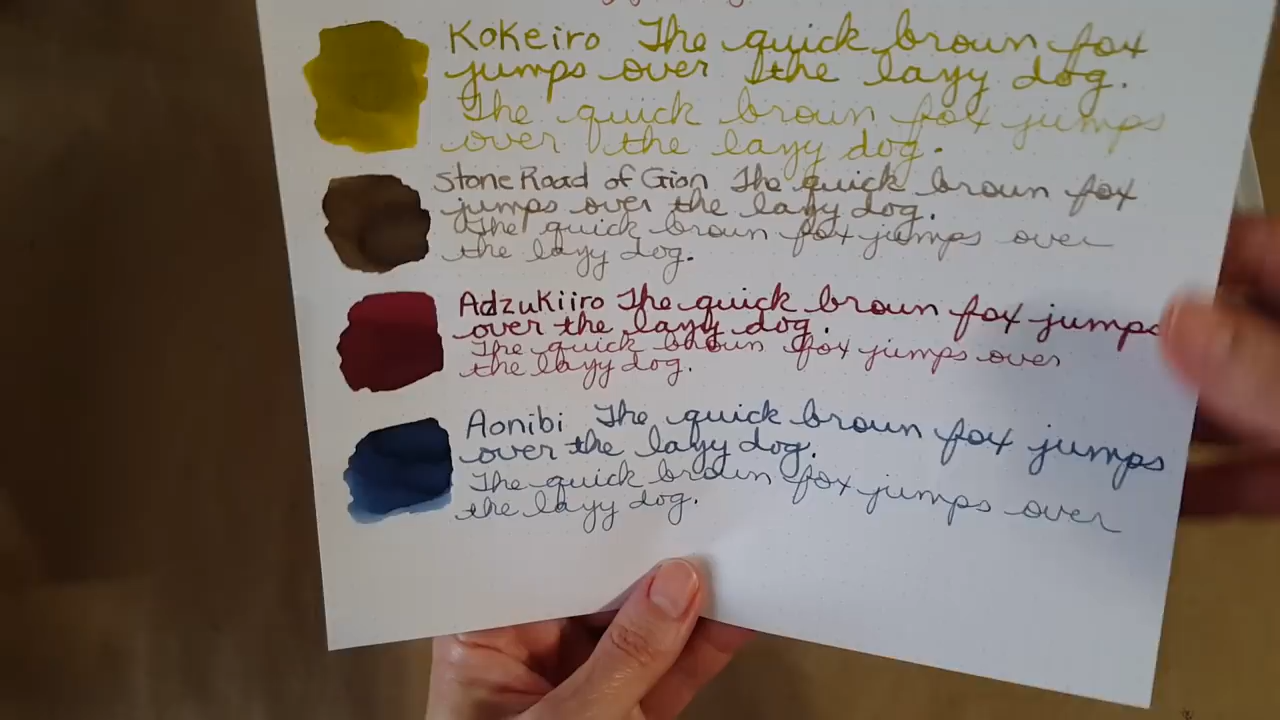 Kokeiro The quick brown fox
jumps over the lazy dog.
The quick brown fox jumps
over the lazy dog.
Stone Road of Gion The quick brown fox
jumps over the lazy dog.
The quick brown fox jumps over
the lazy dog.
Adzukiiro The quick brown fox jumps
over the lazy dog.
The quick brown fox jumps over
the lazy dog.
Aonibi The quick brown fox jumps
over the lazy dog.
The quick brown fox jumps over
the lazy dog.